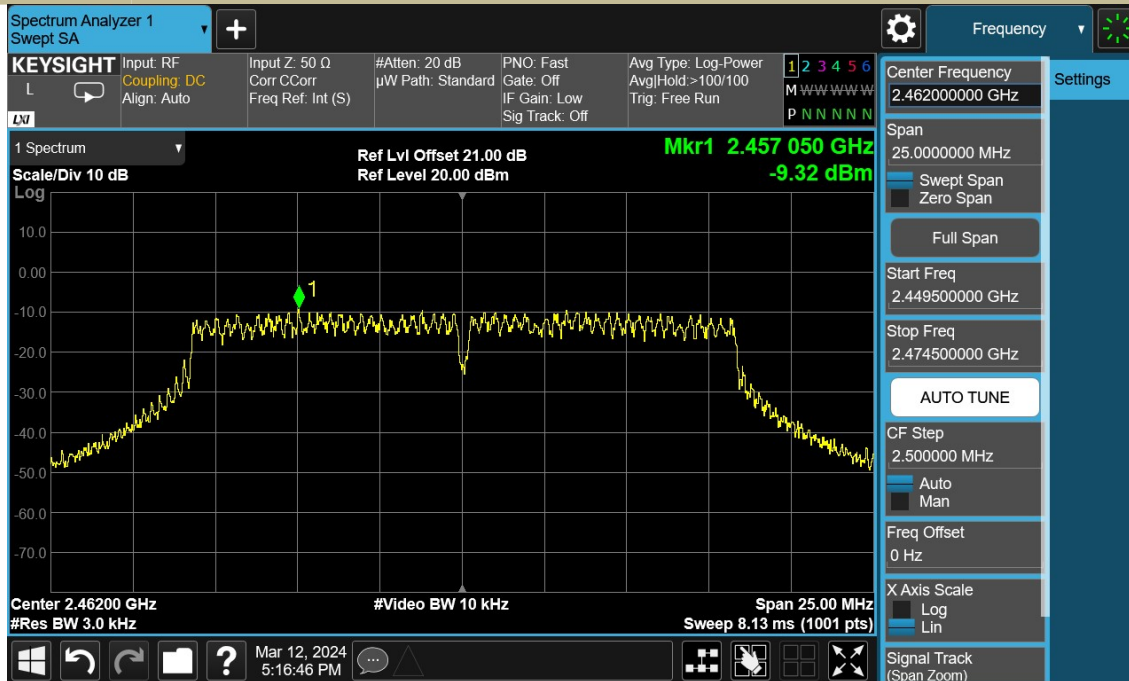 Spectrum Analyzer 1
Swept SA
+
Frequency
KEYSIGHT
L
LXI
Input: RF
Coupling: DC
Align: Auto
Input Z: 50 Ω
Corr CCorr
Freq Ref: Int (S)
#Atten: 20 dB
µW Path: Standard
PNO: Fast
Gate: Off
IF Gain: Low
Sig Track: Off
Avg Type: Log-Power
Avg|Hold:>100/100
Trig: Free Run
1 2 3 4 5 6
M W W W W W
P N N N N N
1 Spectrum
Scale/Div 10 dB
Log
Ref Lvl Offset 21.00 dB
Ref Level 20.00 dBm
Mkr1 2.457 050 GHz
-9.32 dBm
10.0
0.00
-10.0
-20.0
-30.0
-40.0
-50.0
-60.0
-70.0
1
Center 2.46200 GHz
#Res BW 3.0 kHz
#Video BW 10 kHz
Span 25.00 MHz
Sweep 8.13 ms (1001 pts)
?
Mar 12, 2024
5:16:46 PM
Center Frequency
2.462000000 GHz
Settings
Span
25.0000000 MHz
Swept Span
Zero Span
Full Span
Start Freq
2.449500000 GHz
Stop Freq
2.474500000 GHz
AUTO TUNE
CF Step
2.500000 MHz
Auto
Man
Freq Offset
0 Hz
X Axis Scale
Log
Lin
Signal Track
(Span Zoom)